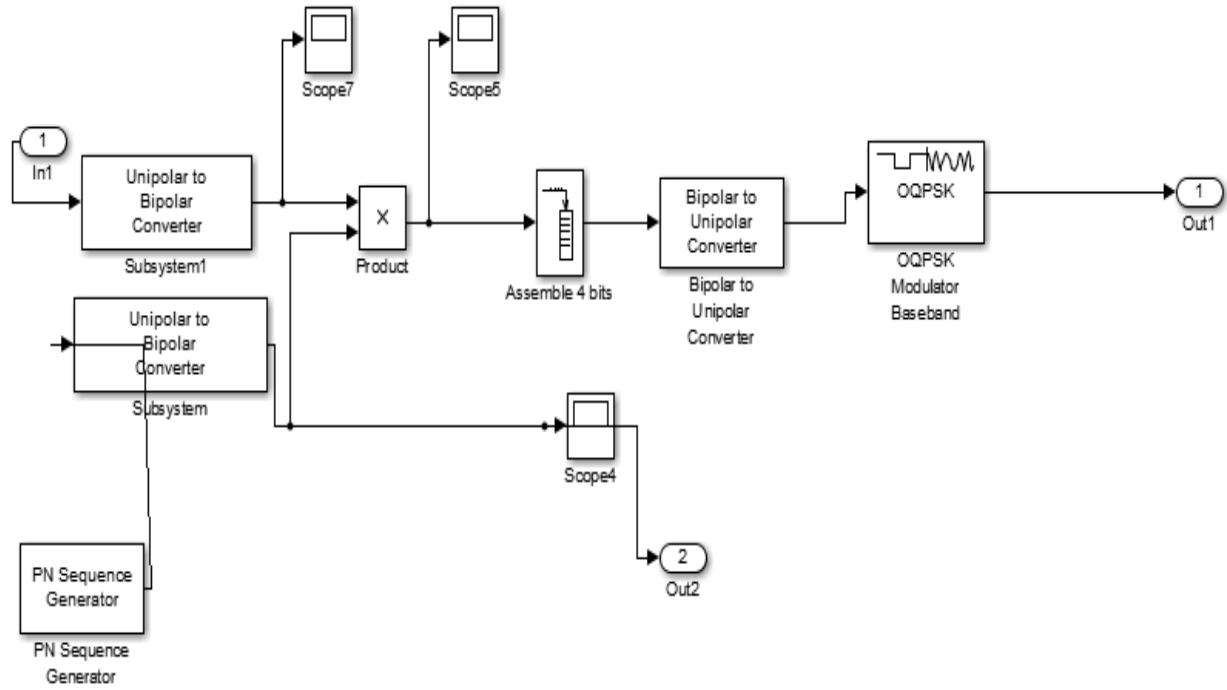 Scope7
Scope5
1
In1
Unipolar to
Bipolar
Converter
Subsystem1
X
Product
Assemble 4 bits
Bipolar to
Unipolar
Converter
Bipolar to
Unipolar
Converter
OQPSK
OQPSK
Modulator
Baseband
1
Out1
Unipolar to
Bipolar
Converter
Subsystem
Scope4
2
Out2
PN Sequence
Generator
PN Sequence
Generator